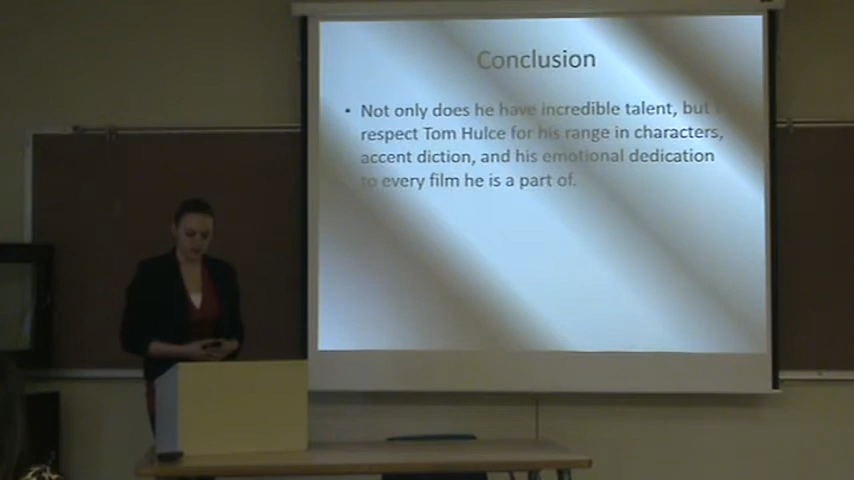 Conclusion
• Not only does he have incredible talent, but I
respect Tom Hulce for his range in characters,
accent diction, and his emotional dedication
to every film he is a part of.